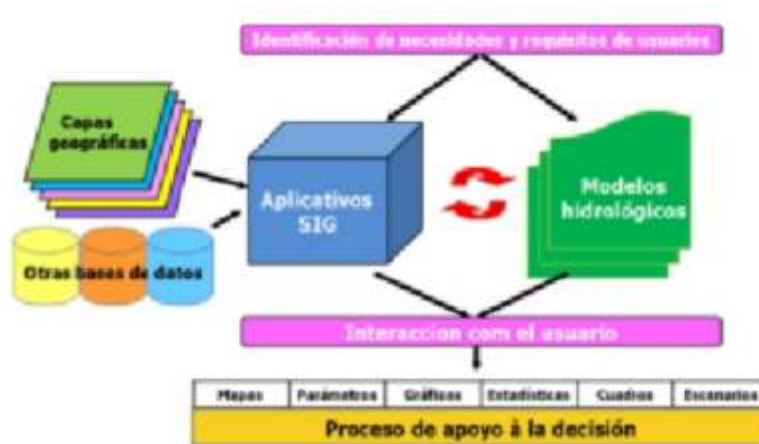 Identificación de necesidades y requisitos de usuarios
Capas
geográficas
Aplicativos
SIG
Modelos
hidrológicos
Otras bases de datos
Interaccion com el usuario
Mapas Parámetros Gráficos Estadísticas Cuadros Escenarios
Proceso de apoyo à la decisión